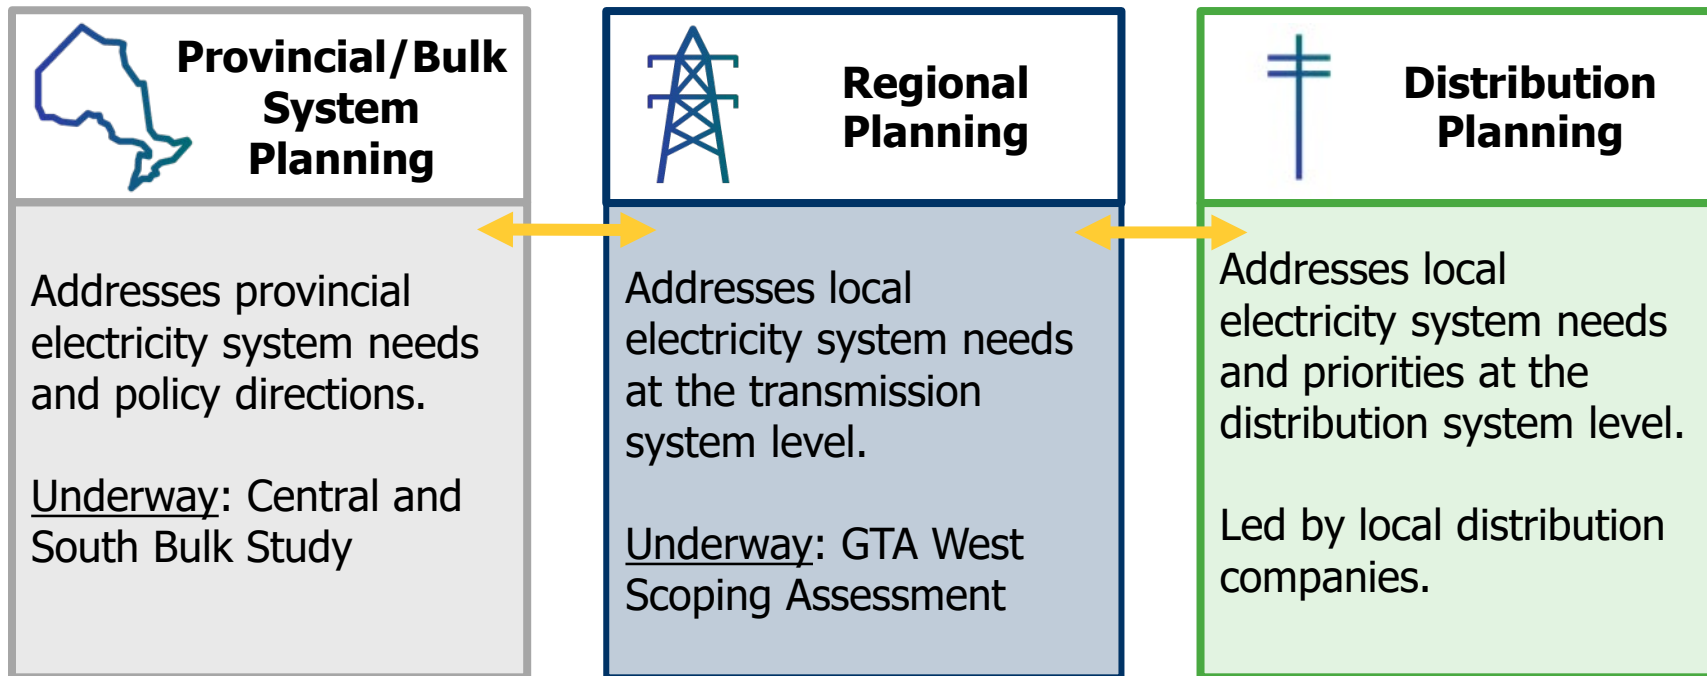 Provincial/Bulk
System
Planning
Addresses provincial
electricity system needs
and policy directions.
Underway: Central and
South Bulk Study
Regional
Planning
Addresses local
electricity system needs
at the transmission
system level.
Underway: GTA West
Scoping Assessment
Distribution
Planning
Addresses local
electricity system needs
and priorities at the
distribution system level.
Led by local distribution
companies.